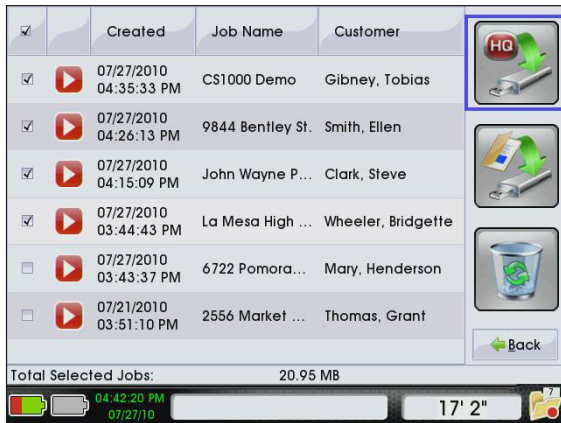 Created Job Name Customer
HQ
07/27/2010
04:35:33 PM
CS1000 Demo Gibney, Tobias
07/27/2010
04:26:13 PM
9844 Bentley St. Smith, Ellen
07/27/2010
04:15:09 PM
John Wayne P... Clark, Steve
07/27/2010
03:44:43 PM
La Mesa High ... Wheeler, Bridgette
07/27/2010
03:43:37 PM
6722 Pomora... Mary, Henderson
07/21/2010
03:51:10 PM
2556 Market ... Thomas, Grant
Back
Total Selected Jobs: 20.95 MB
04:42:20 PM
07/27/10
17' 2"
7